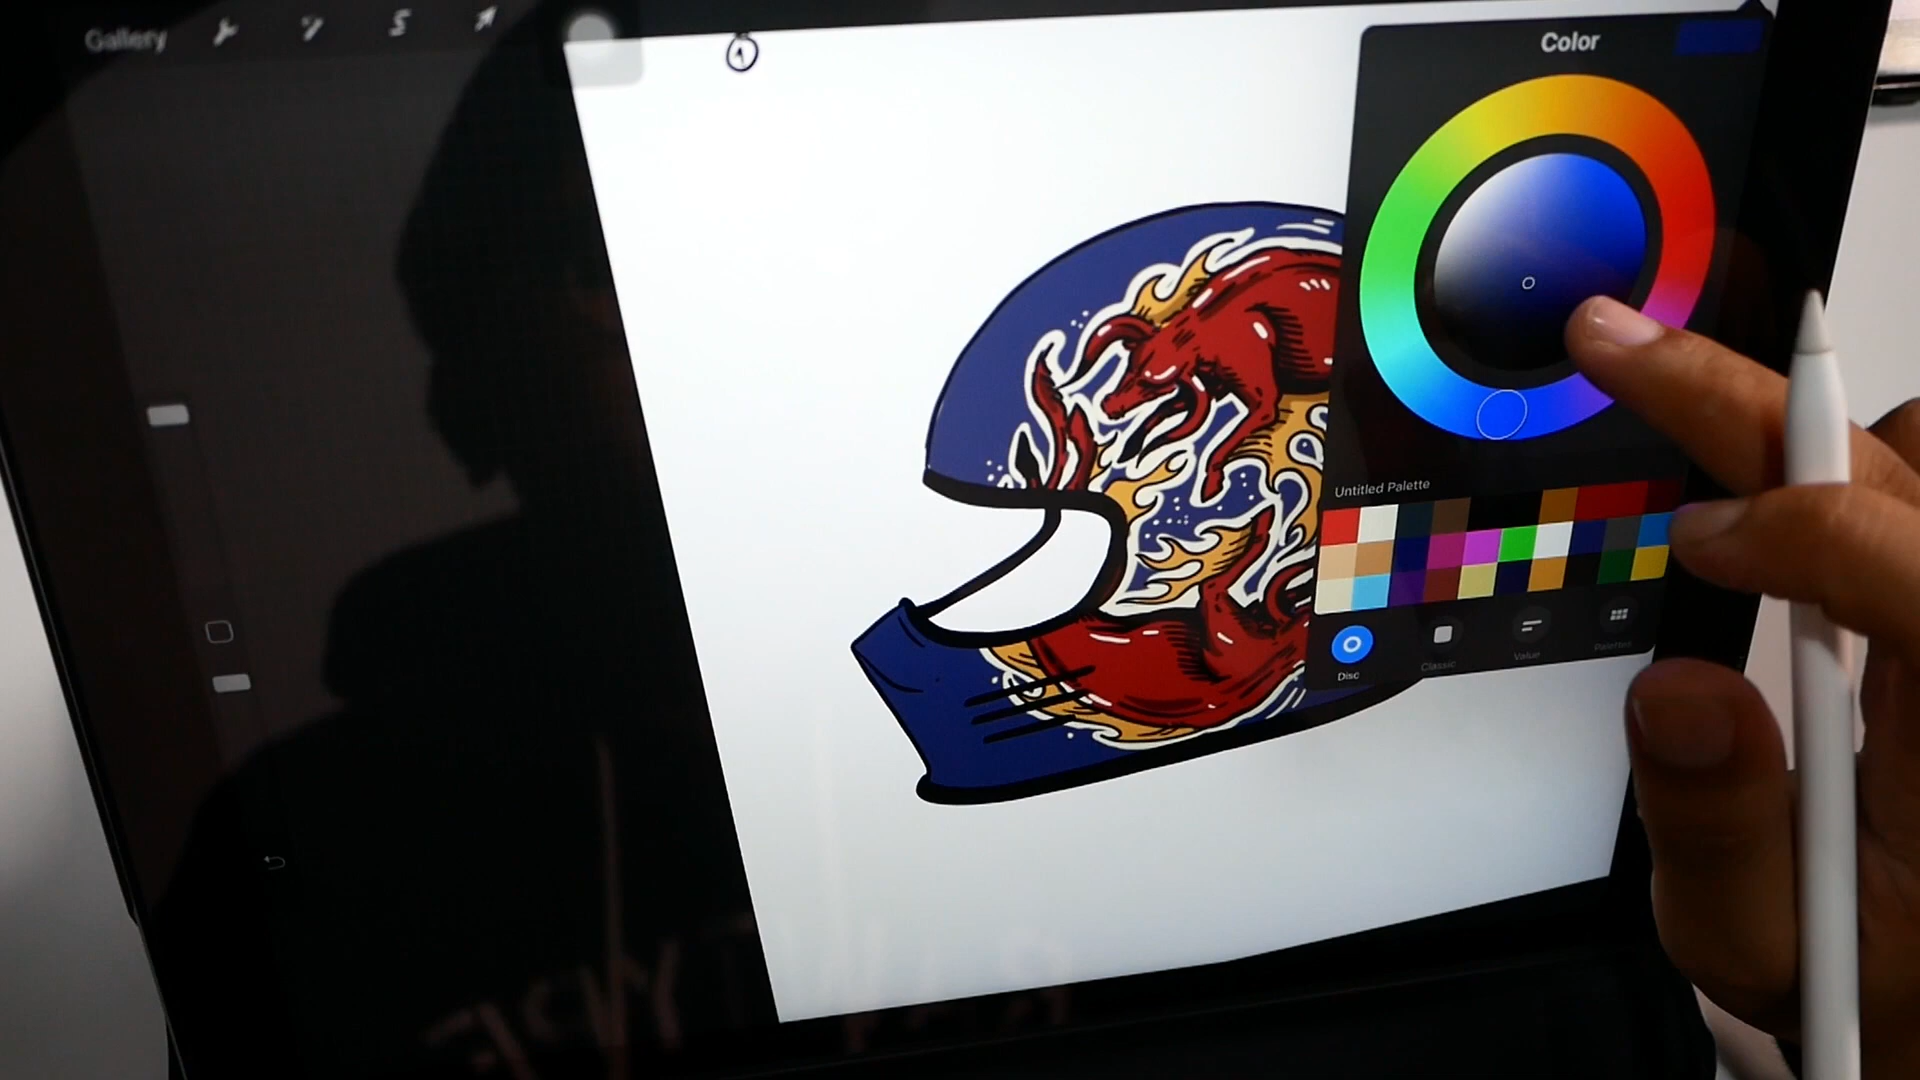 Gallery
Color
Untitled Palette
Disc
Classic
Value
Palettes